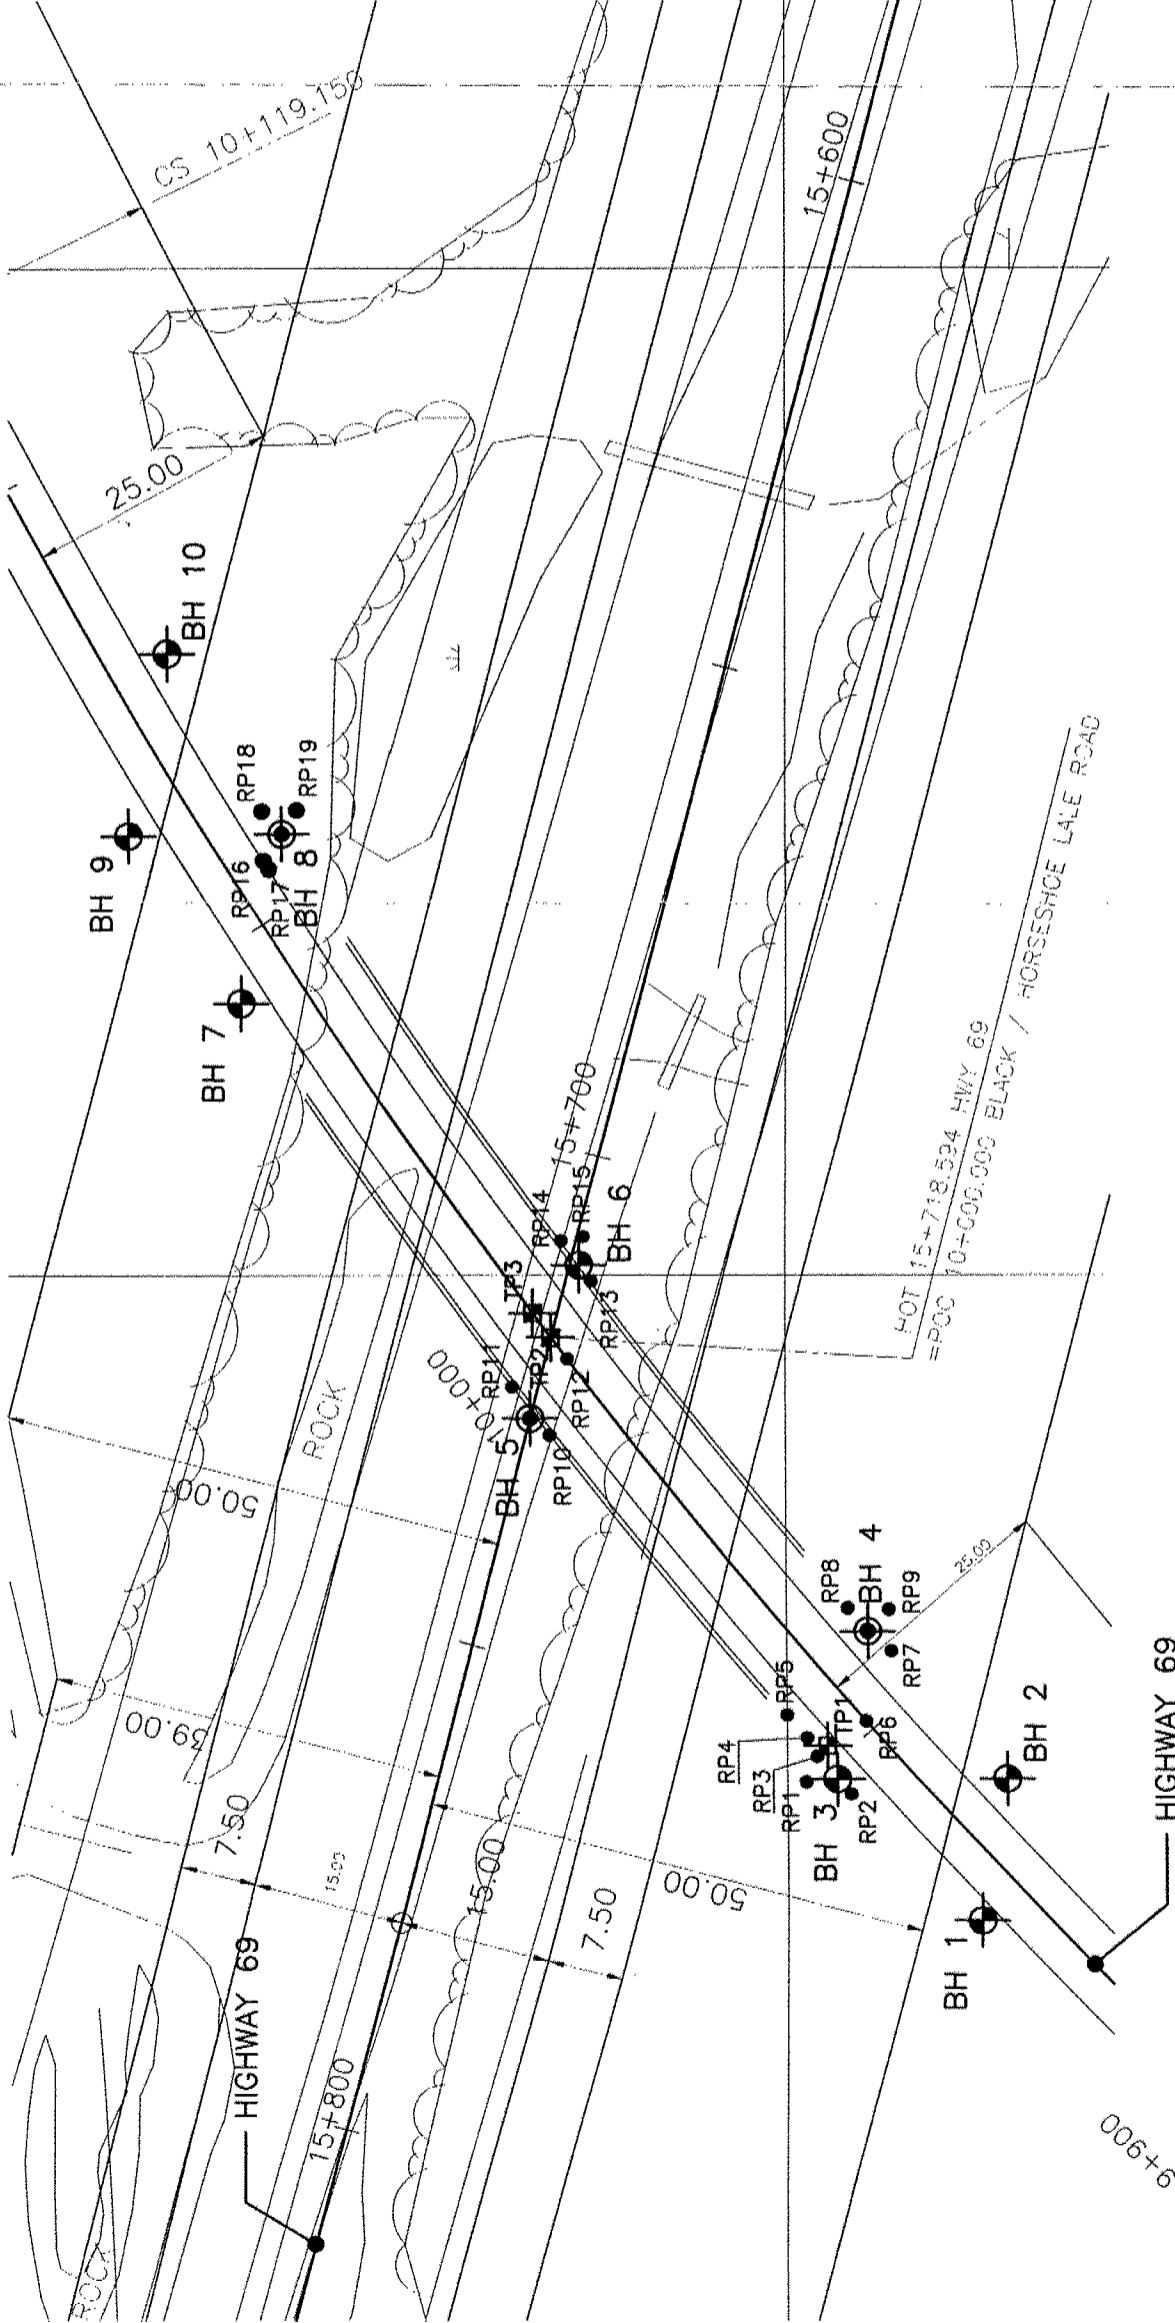 CS 10+119.156
15+600
25.00
BH 10
BH 9
RP18
RP19
RP16
RP17
BH 8
BH 7
HOT 15+718.594 HWY 69
=POC 10+000.000 BLACK / HORSESHOE LALE ROAD
15+700
RP14
RP15
BH 6
TP3
RP13
RP11
TP2
RP12
10+000
BH 5
RP10
ROCK
50.00
39.00
7.50
15.00
15.00
7.50
50.00
25.00
RP8
BH 4
RP9
RP7
RP5
RP4
TP1
RP6
RP3
RP1
BH 3
RP2
BH 2
BH 1
HIGHWAY 69
HIGHWAY 69
15+800
ROCK
9+900